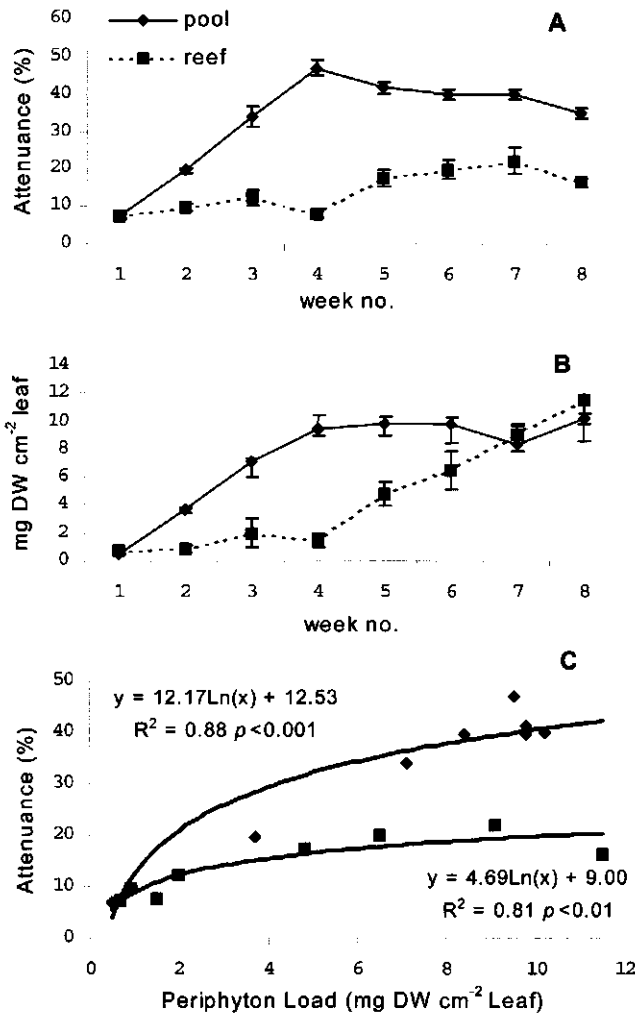 A
pool
reef
Attenuance (%)
60
50
40
30
20
10
0
1 2 3 4 5 6 7 8
week no.
B
mg DW cm⁻² leaf
14
12
10
8
6
4
2
0
1 2 3 4 5 6 7 8
week no.
C
Attenuance (%)
50
40
30
20
10
0
y = 12.17Ln(x) + 12.53
R² = 0.88 p<0.001
y = 4.69Ln(x) + 9.00
R² = 0.81 p<0.01
0 2 4 6 8 10 12
Periphyton Load (mg DW cm⁻² Leaf)